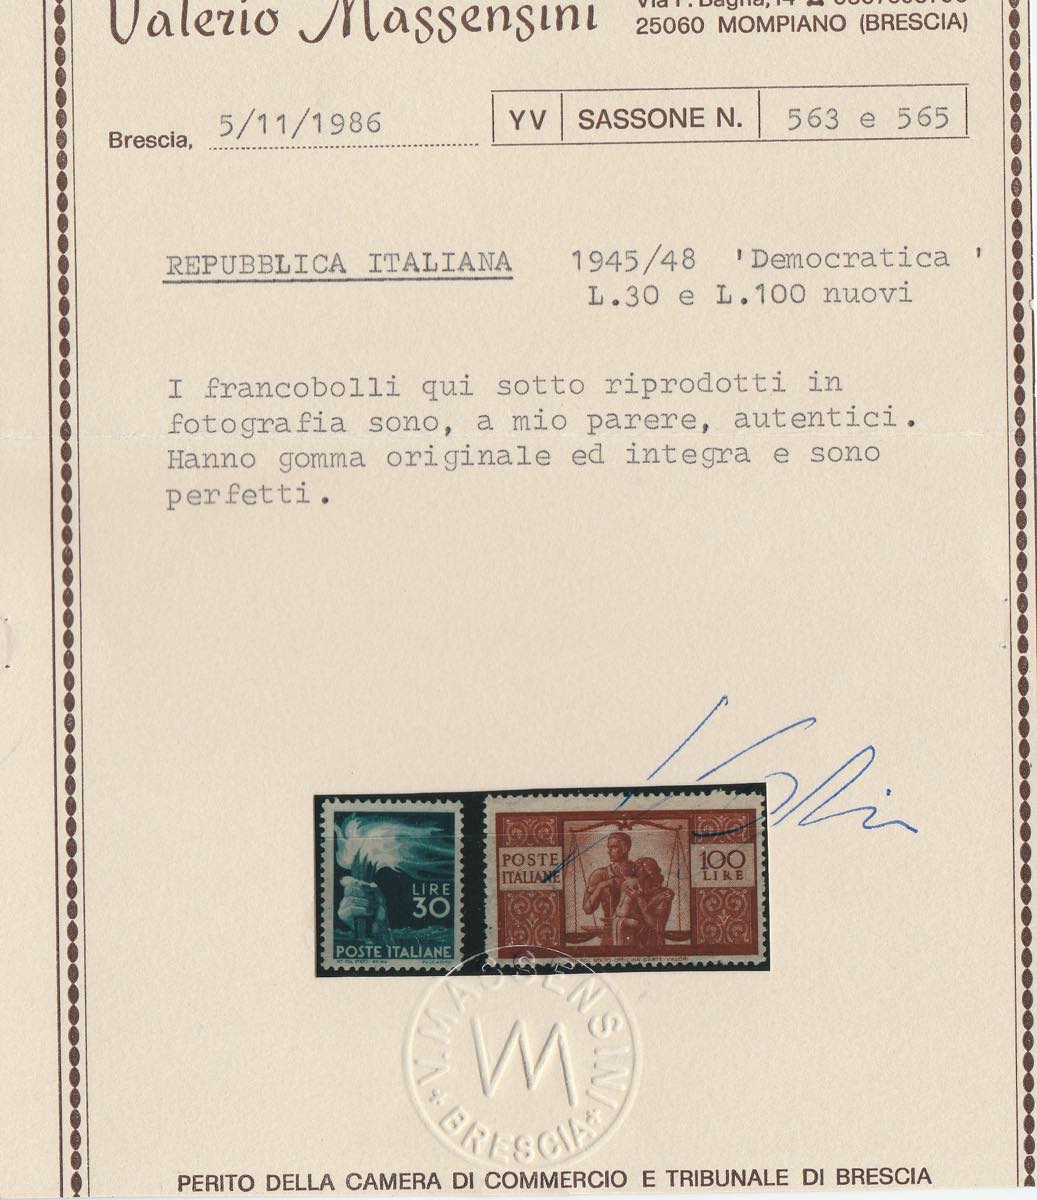 Valerio Massensini
25060 MOMPIANO (BRESCIA)
Brescia, 5/11/1986
YV SASSONE N. 563 e 565
REPUBBLICA ITALIANA 1945/48 'Democratica'
L.30 e L.100 nuovi
I francobolli qui sotto riprodotti in
fotografia sono, a mio parere, autentici.
Hanno gomma originale ed integra e sono
perfetti.
LIRE
30
POSTE ITALIANE
POSTE
ITALIANE
100
LIRE
V. MASSENSINI
VM
* BRESCIA *
PERITO DELLA CAMERA DI COMMERCIO E TRIBUNALE DI BRESCIA